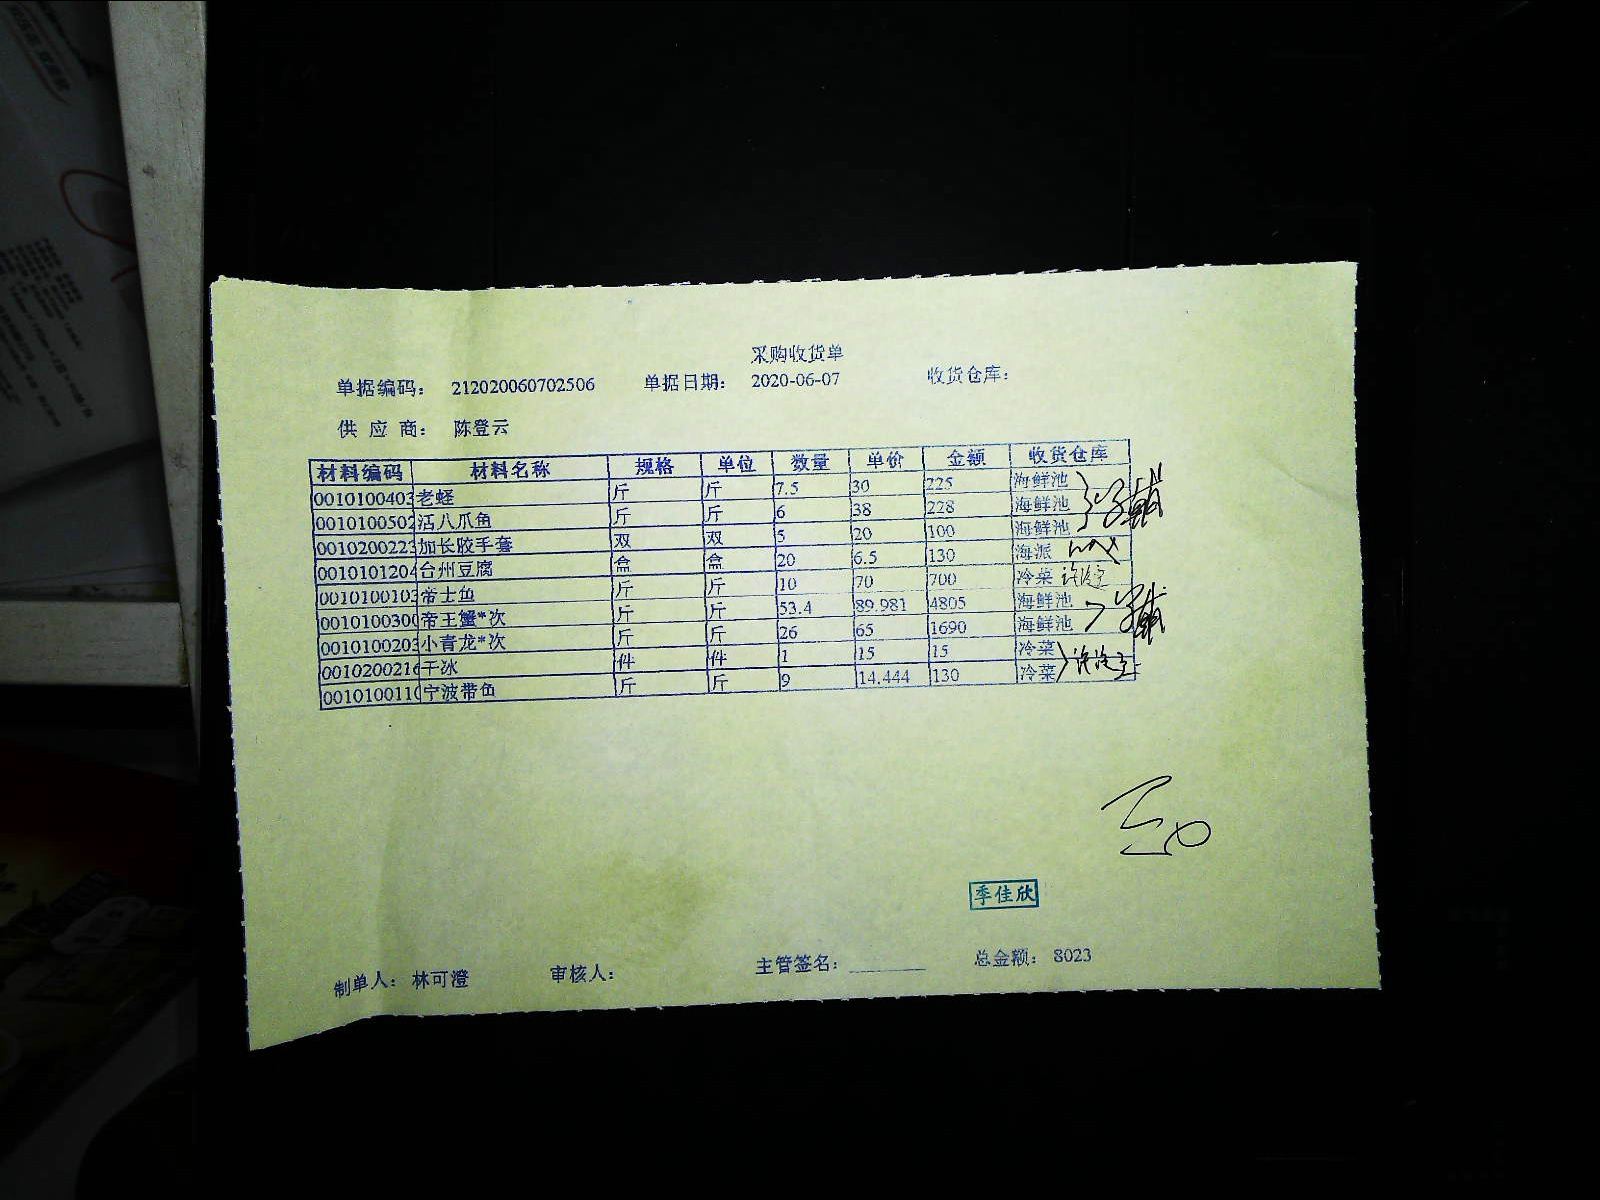 采购收货单
单据编码： 212020060702506 单据日期： 2020-06-07 收货仓库：
供 应 商： 陈登云
材料编码 材料名称 规格 单位 数量 单价 金额 收货仓库
0010100403 老蛏 斤 斤 7.5 30 225 海鲜池
0010100502 活八爪鱼 斤 斤 6 38 228 海鲜池
0010200223 加长胶手套 双 双 5 20 100 海鲜池
0010101204 台州豆腐 盒 盒 20 6.5 130 海派
0010100103 帝士鱼 斤 斤 10 70 700 冷菜
0010100300 帝王蟹*次 斤 斤 53.4 89.981 4805 海鲜池
0010100203 小青龙*次 斤 斤 26 65 1690 海鲜池
0010200216 干冰 件 件 1 15 15 冷菜
0010100110 宁波带鱼 斤 斤 9 14.444 130 冷菜
季佳欣
制单人： 林可澄 审核人： 主管签名： 总金额： 8023